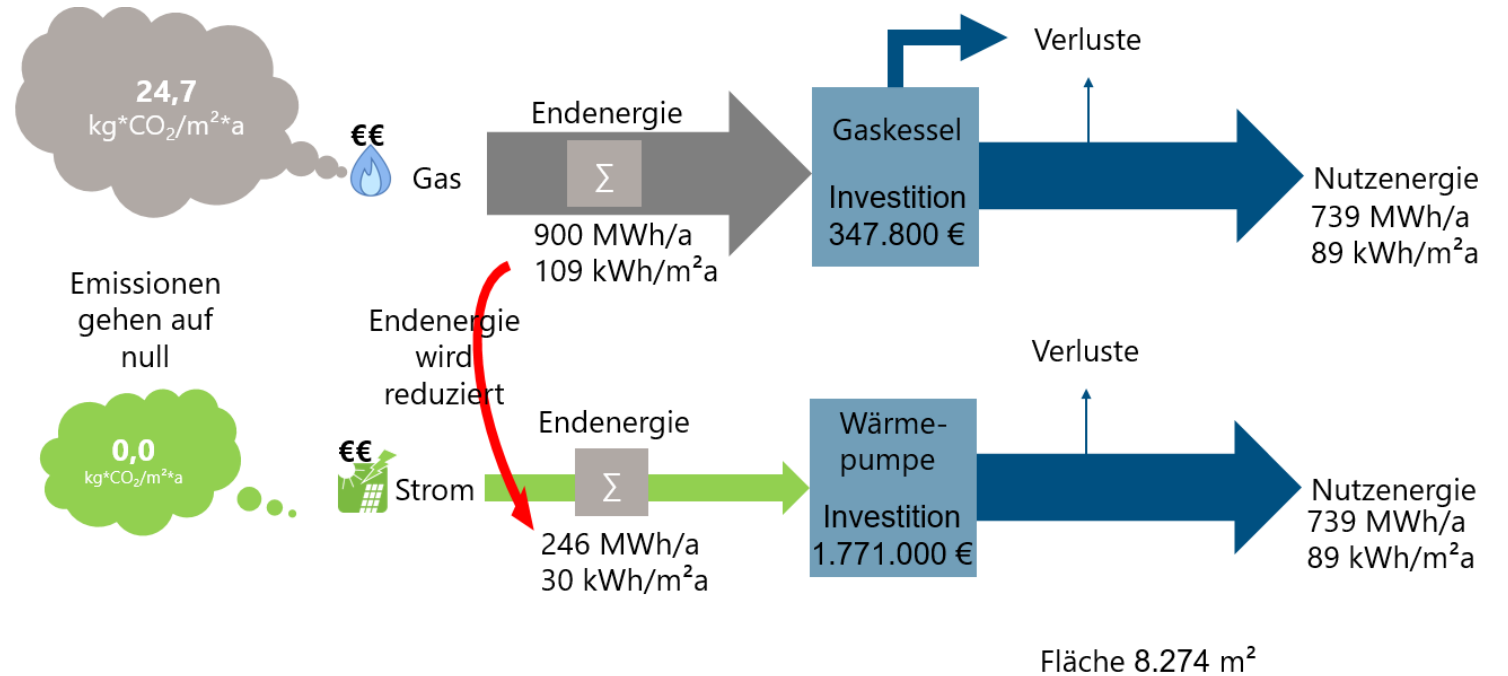 24,7
kg*CO₂/m²*a
€€
Gas
Endenergie
∑
900 MWh/a
109 kWh/m²a
Gaskessel
Investition
347.800 €
Verluste
Nutzenergie
739 MWh/a
89 kWh/m²a
Emissionen
gehen auf
null
Endenergie
wird
reduziert
0,0
kg*CO₂/m²*a
€€
Strom
Endenergie
∑
246 MWh/a
30 kWh/m²a
Wärme-
pumpe
Investition
1.771.000 €
Verluste
Nutzenergie
739 MWh/a
89 kWh/m²a
Fläche 8.274 m²